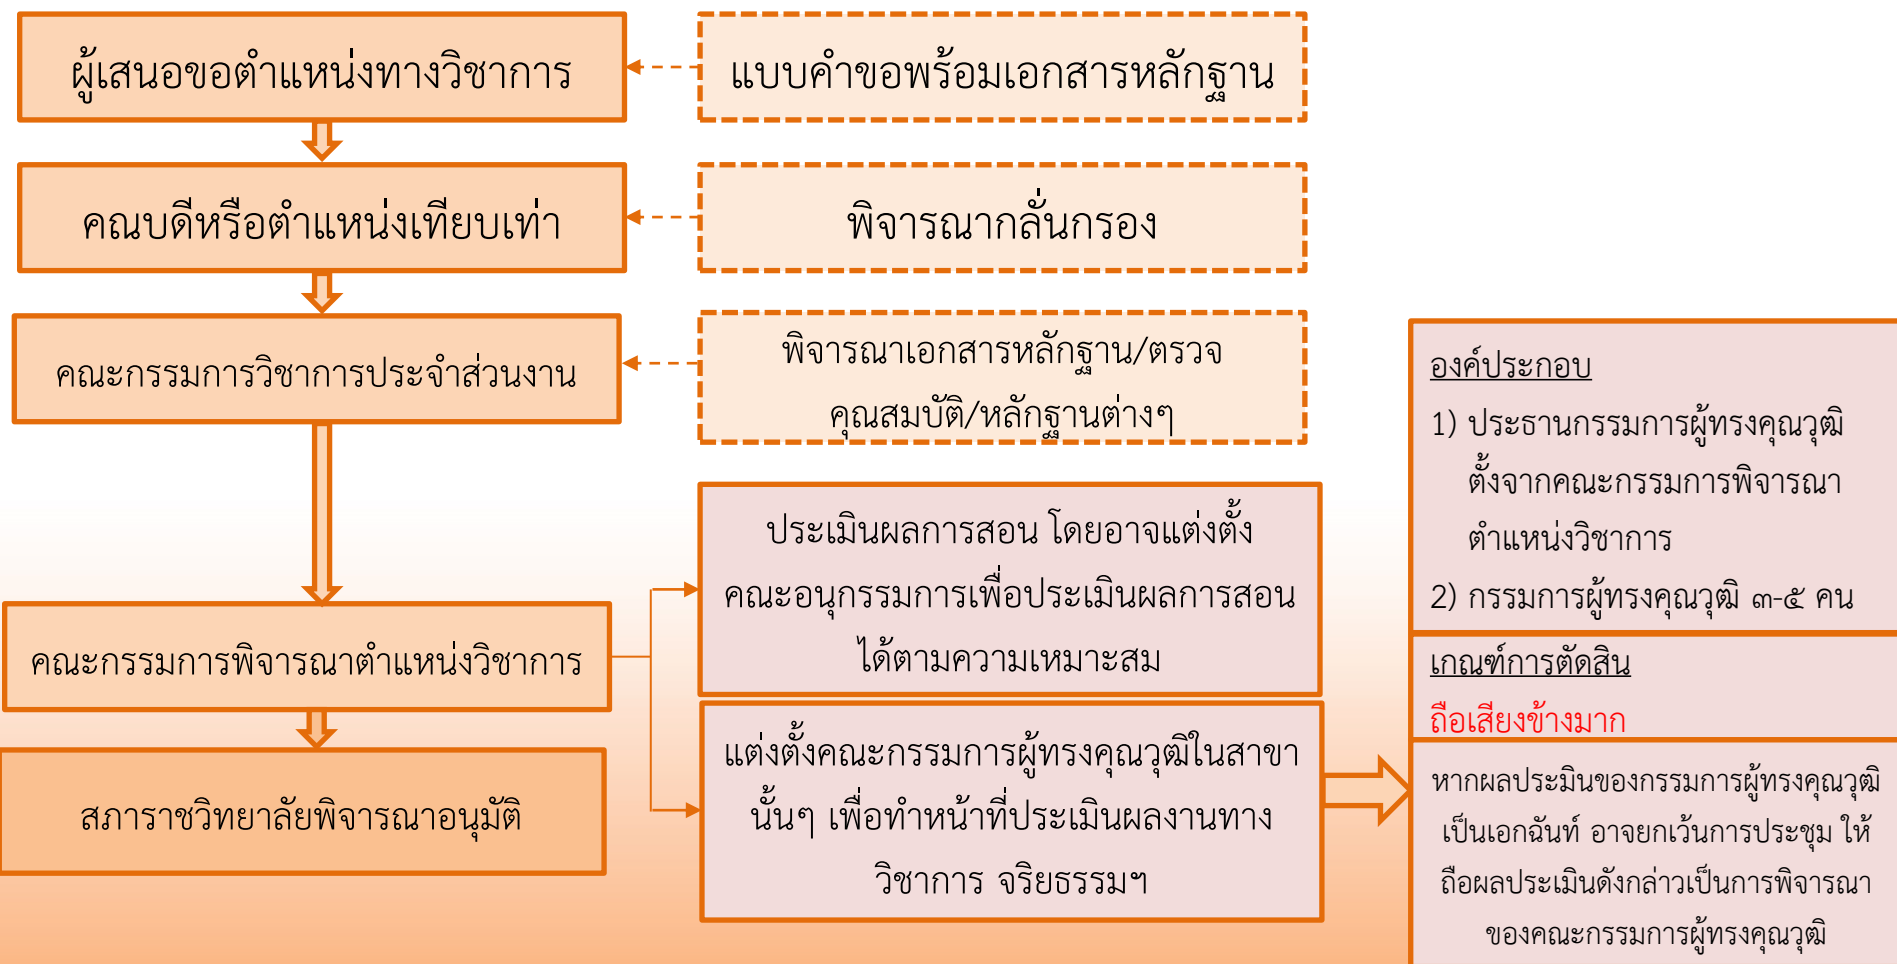 ผู้เสนอขอตำแหน่งทางวิชาการ
แบบคำขอพร้อมเอกสารหลักฐาน
คณบดีหรือตำแหน่งเทียบเท่า
พิจารณากลั่นกรอง
คณะกรรมการวิชาการประจำส่วนงาน
พิจารณาเอกสารหลักฐาน/ตรวจ
คุณสมบัติ/หลักฐานต่างๆ
คณะกรรมการพิจารณาตำแหน่งวิชาการ
ประเมินผลการสอน โดยอาจแต่งตั้ง
คณะอนุกรรมการเพื่อประเมินผลการสอน
ได้ตามความเหมาะสม
แต่งตั้งคณะกรรมการผู้ทรงคุณวุฒิในสาขา
นั้นๆ เพื่อทำหน้าที่ประเมินผลงานทาง
วิชาการ จริยธรรมฯ
สภาราชวิทยาลัยพิจารณาอนุมัติ
องค์ประกอบ
1) ประธานกรรมการผู้ทรงคุณวุฒิ
ตั้งจากคณะกรรมการพิจารณา
ตำแหน่งวิชาการ
2) กรรมการผู้ทรงคุณวุฒิ ๓-๕ คน
เกณฑ์การตัดสิน
ถือเสียงข้างมาก
หากผลประมินของกรรมการผู้ทรงคุณวุฒิ
เป็นเอกฉันท์ อาจยกเว้นการประชุม ให้
ถือผลประเมินดังกล่าวเป็นการพิจารณา
ของคณะกรรมการผู้ทรงคุณวุฒิ